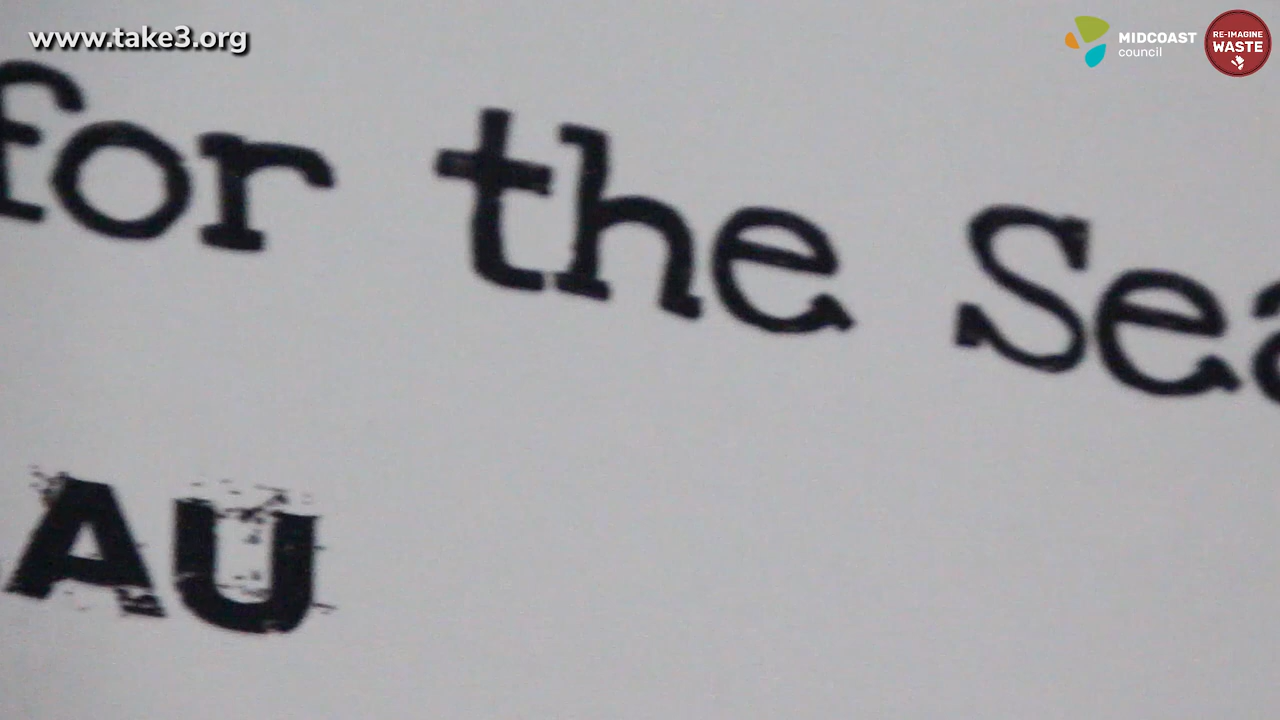 www.take3.org
MIDCOAST
council
RE-IMAGINE
WASTE
for the Sea
AU